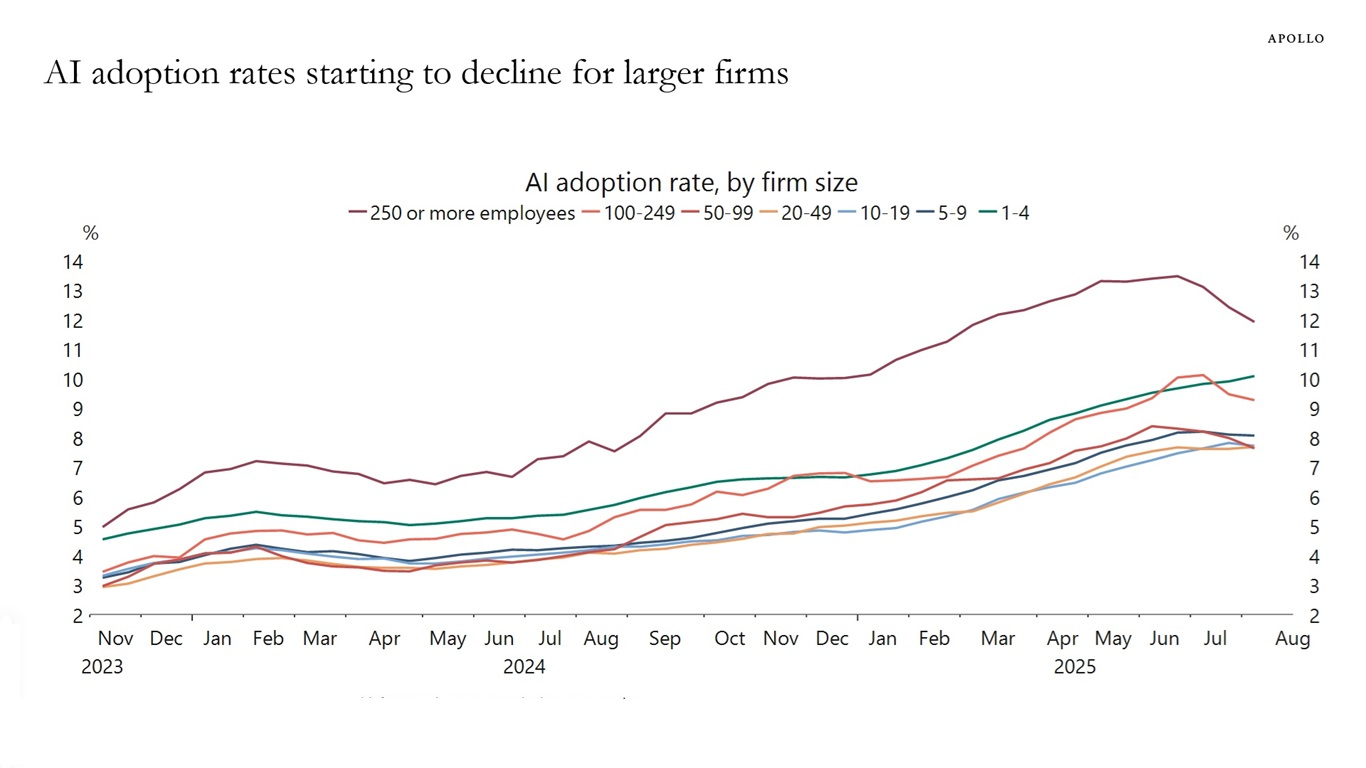 APOLLO
AI adoption rates starting to decline for larger firms
AI adoption rate, by firm size
250 or more employees 100-249 50-99 20-49 10-19 5-9 1-4
% %
14 14
13 13
12 12
11 11
10 10
9 9
8 8
7 7
6 6
5 5
4 4
3 3
2 2
Nov Dec Jan Feb Mar Apr May Jun Jul Aug Sep Oct Nov Dec Jan Feb Mar Apr May Jun Jul Aug
2023 2024 2025